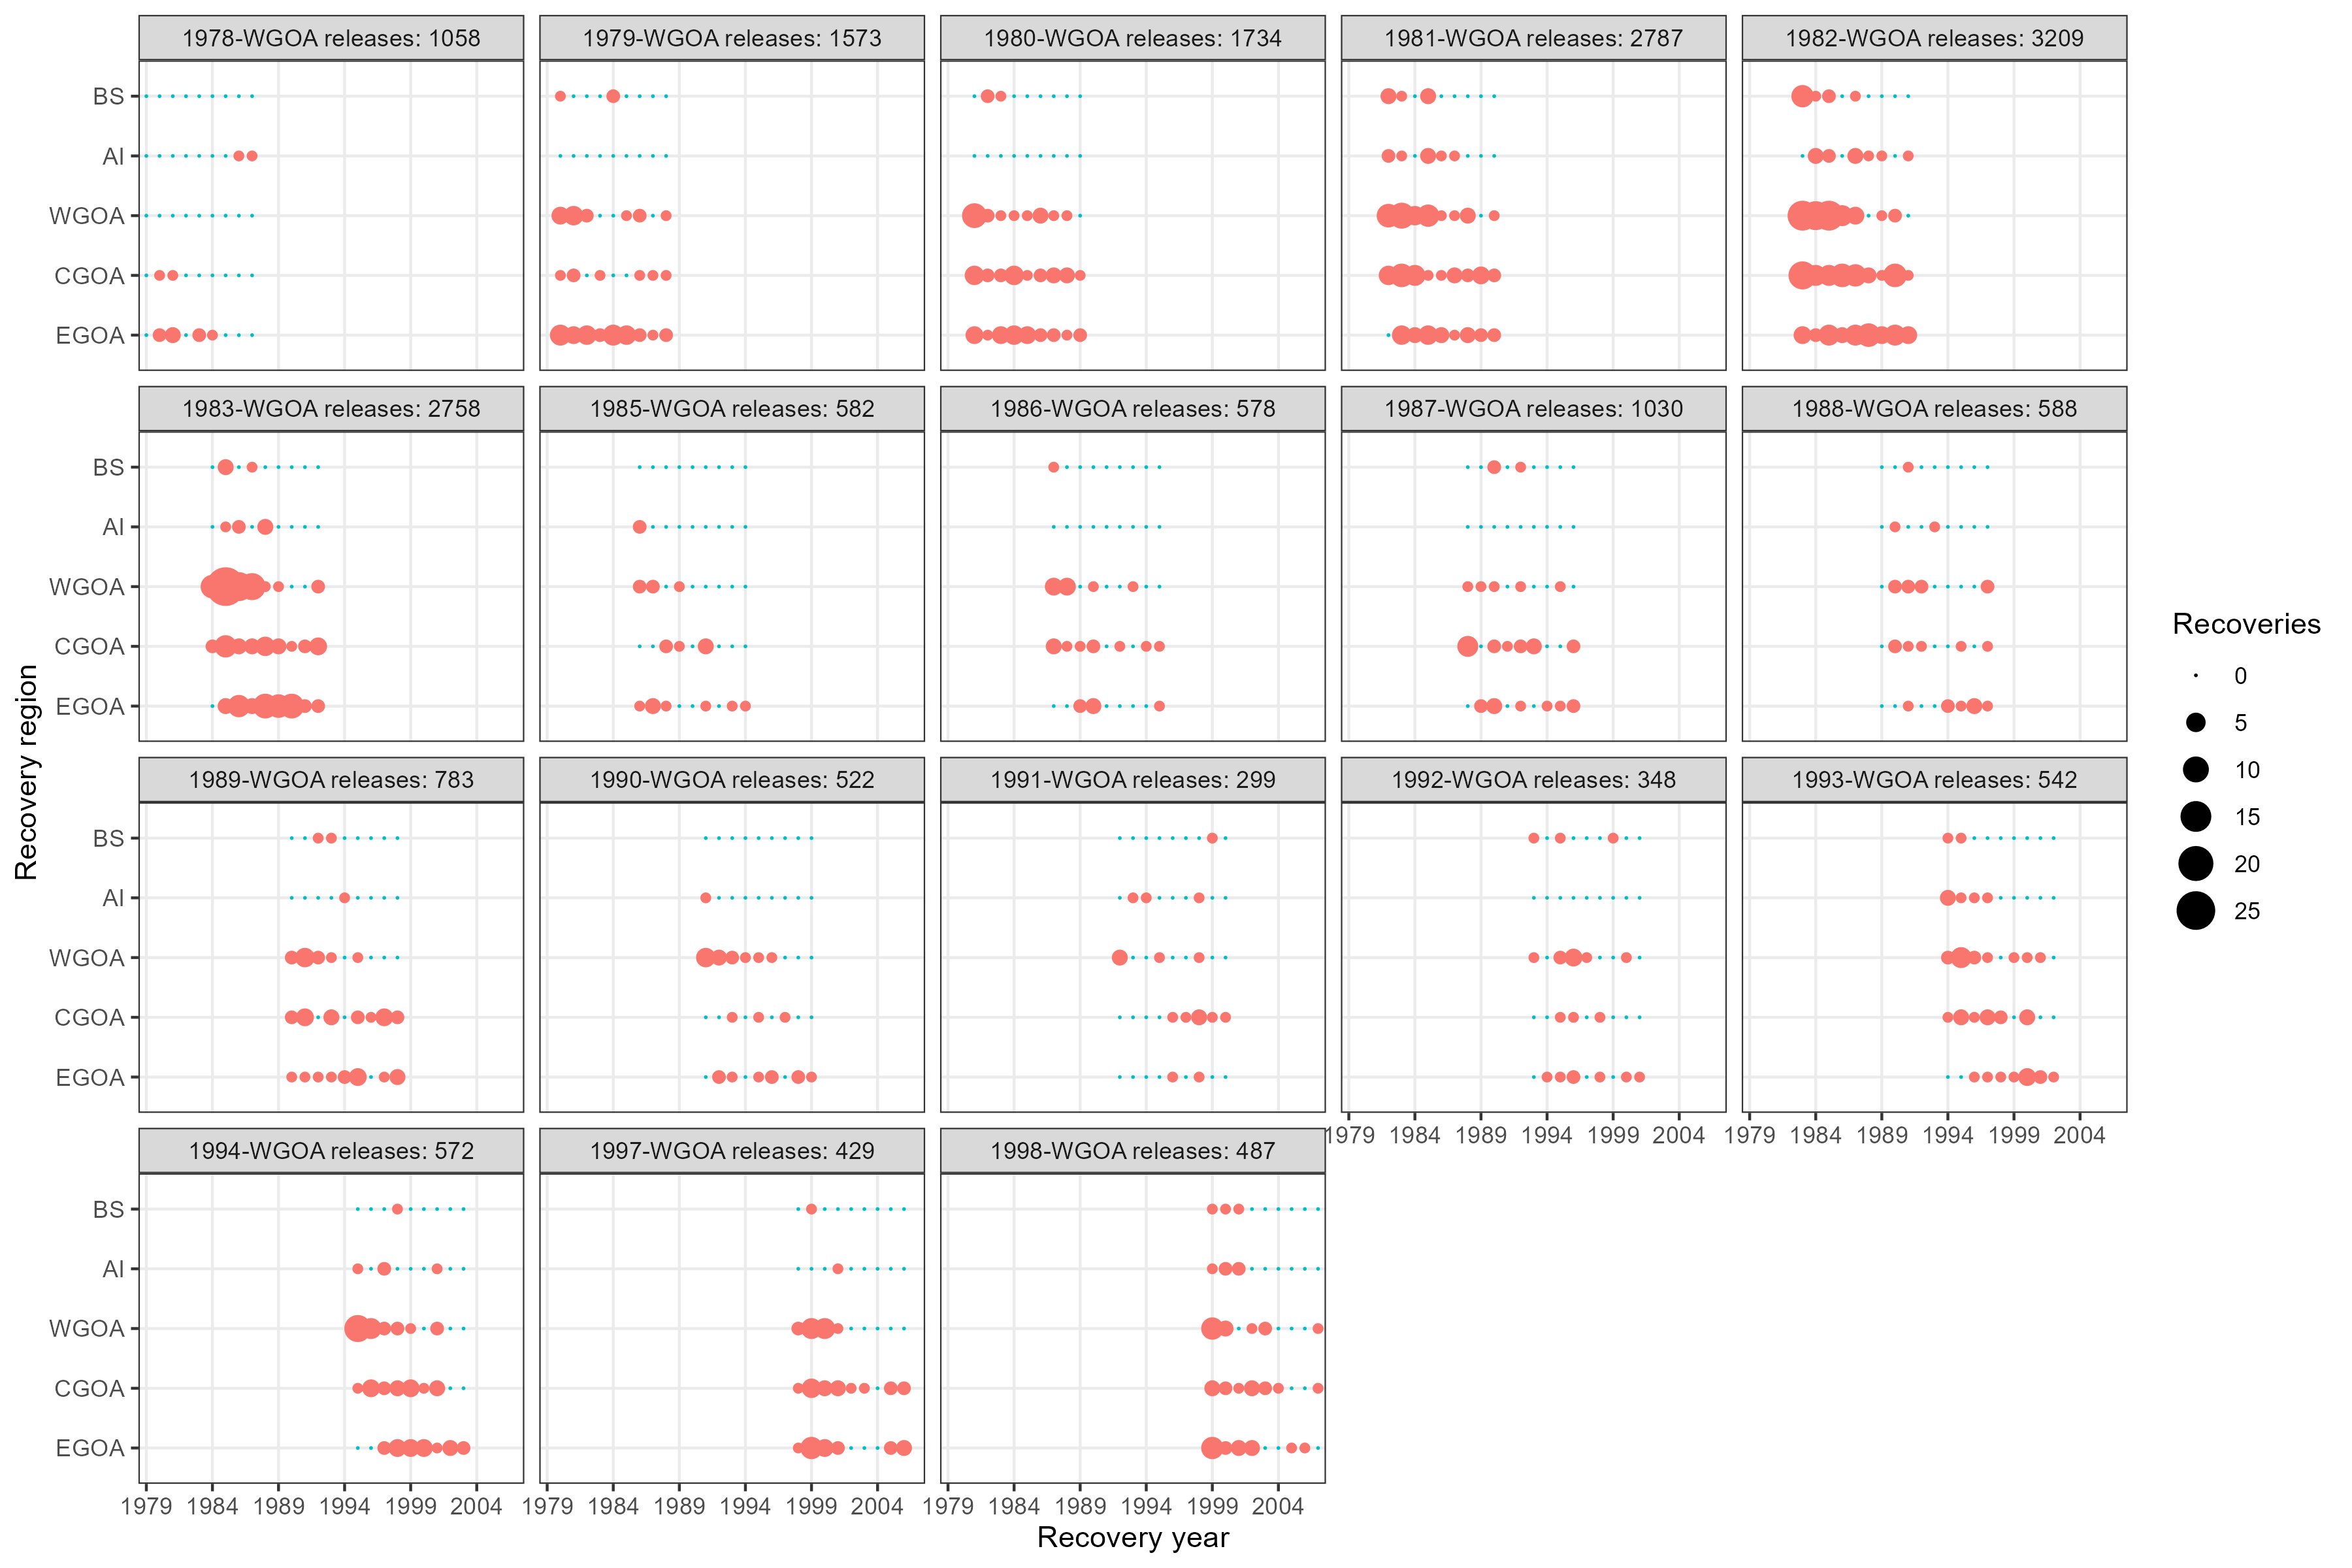 1978-WGOA releases: 1058
1979-WGOA releases: 1573
1980-WGOA releases: 1734
1981-WGOA releases: 2787
1982-WGOA releases: 3209
BS
AI
WGOA
CGOA
EGOA
1983-WGOA releases: 2758
1985-WGOA releases: 582
1986-WGOA releases: 578
1987-WGOA releases: 1030
1988-WGOA releases: 588
BS
AI
WGOA
CGOA
EGOA
1989-WGOA releases: 783
1990-WGOA releases: 522
1991-WGOA releases: 299
1992-WGOA releases: 348
1993-WGOA releases: 542
BS
AI
WGOA
CGOA
EGOA
1979 1984 1989 1994 1999 2004
1979 1984 1989 1994 1999 2004
1994-WGOA releases: 572
1997-WGOA releases: 429
1998-WGOA releases: 487
BS
AI
WGOA
CGOA
EGOA
1979 1984 1989 1994 1999 2004
1979 1984 1989 1994 1999 2004
1979 1984 1989 1994 1999 2004
Recovery year
Recovery region
Recoveries
0
5
10
15
20
25